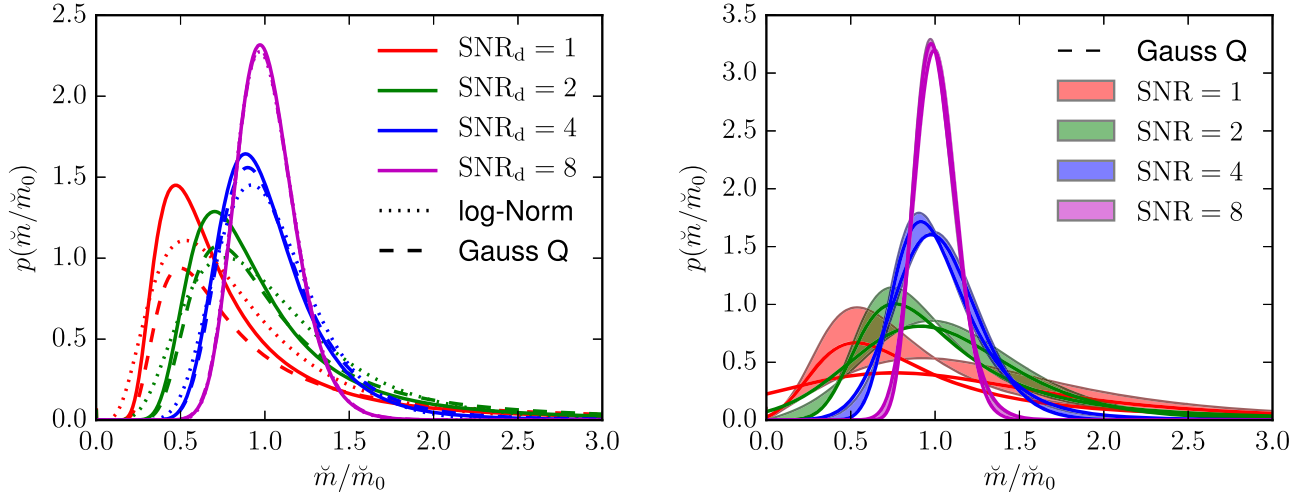 2.5
2.0
1.5
1.0
0.5
0.0
p(m̆/m̆₀)
SNR_d = 1
SNR_d = 2
SNR_d = 4
SNR_d = 8
log-Norm
Gauss Q
0.0 0.5 1.0 1.5 2.0 2.5 3.0
m̆/m̆₀
3.5
3.0
2.5
2.0
1.5
1.0
0.5
0.0
p(m̆/m̆₀)
Gauss Q
SNR = 1
SNR = 2
SNR = 4
SNR = 8
0.0 0.5 1.0 1.5 2.0 2.5 3.0
m̆/m̆₀